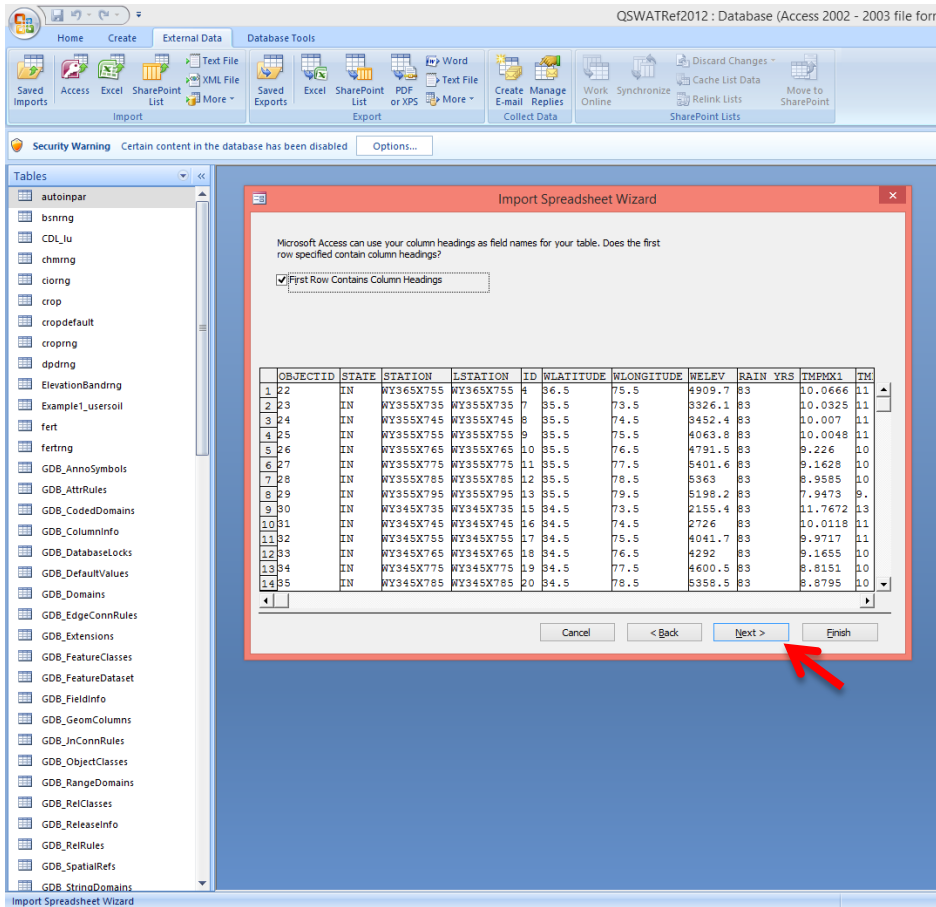 QSWATRef2012 : Database (Access 2002 - 2003 file forn
Home Create External Data Database Tools
Saved Imports
Access
Excel
SharePoint List
Text File
XML File
More
Import
Saved Exports
Excel
SharePoint List
PDF or XPS
Word
Text File
More
Export
Create E-mail
Manage Replies
Collect Data
Work Online
Synchronize
Discard Changes
Cache List Data
Relink Lists
Move to SharePoint
SharePoint Lists
Security Warning Certain content in the database has been disabled Options...
Tables
autoinpar
bsnrng
CDL_lu
chmrng
ciorng
crop
cropdefault
croprng
dpdrng
ElevationBandrng
Example1_usersoil
fert
fertrng
GDB_AnnoSymbols
GDB_AttrRules
GDB_CodedDomains
GDB_ColumnInfo
GDB_DatabaseLocks
GDB_DefaultValues
GDB_Domains
GDB_EdgeConnRules
GDB_Extensions
GDB_FeatureClasses
GDB_FeatureDataset
GDB_FieldInfo
GDB_GeomColumns
GDB_JnConnRules
GDB_ObjectClasses
GDB_RangeDomains
GDB_RelClasses
GDB_ReleaseInfo
GDB_RelRules
GDB_SpatialRefs
GDB_StringDomains
Import Spreadsheet Wizard
Microsoft Access can use your column headings as field names for your table. Does the first
row specified contain column headings?
First Row Contains Column Headings
OBJECTID STATE STATION LSTATION ID WLATITUDE WLONGITUDE WELEV RAIN YRS TMPMX1 TM
1 22 IN WY365X755 WY365X755 4 36.5 75.5 4909.7 83 10.0666 11
2 23 IN WY355X735 WY355X735 7 35.5 73.5 3326.1 83 10.0325 11
3 24 IN WY355X745 WY355X745 8 35.5 74.5 3452.4 83 10.007 11
4 25 IN WY355X755 WY355X755 9 35.5 75.5 4063.8 83 10.0048 11
5 26 IN WY355X765 WY355X765 10 35.5 76.5 4791.5 83 9.226 10
6 27 IN WY355X775 WY355X775 11 35.5 77.5 5401.6 83 9.1628 10
7 28 IN WY355X785 WY355X785 12 35.5 78.5 5363 83 8.9585 10
8 29 IN WY355X795 WY355X795 13 35.5 79.5 5198.2 83 7.9473 9.
9 30 IN WY345X735 WY345X735 15 34.5 73.5 2155.4 83 11.7672 13
10 31 IN WY345X745 WY345X745 16 34.5 74.5 2726 83 10.0118 11
11 32 IN WY345X755 WY345X755 17 34.5 75.5 4041.7 83 9.9717 11
12 33 IN WY345X765 WY345X765 18 34.5 76.5 4292 83 9.1655 10
13 34 IN WY345X775 WY345X775 19 34.5 77.5 4600.5 83 8.8151 10
14 35 IN WY345X785 WY345X785 20 34.5 78.5 5358.5 83 8.8795 10
Cancel < Back Next > Finish
Import Spreadsheet Wizard